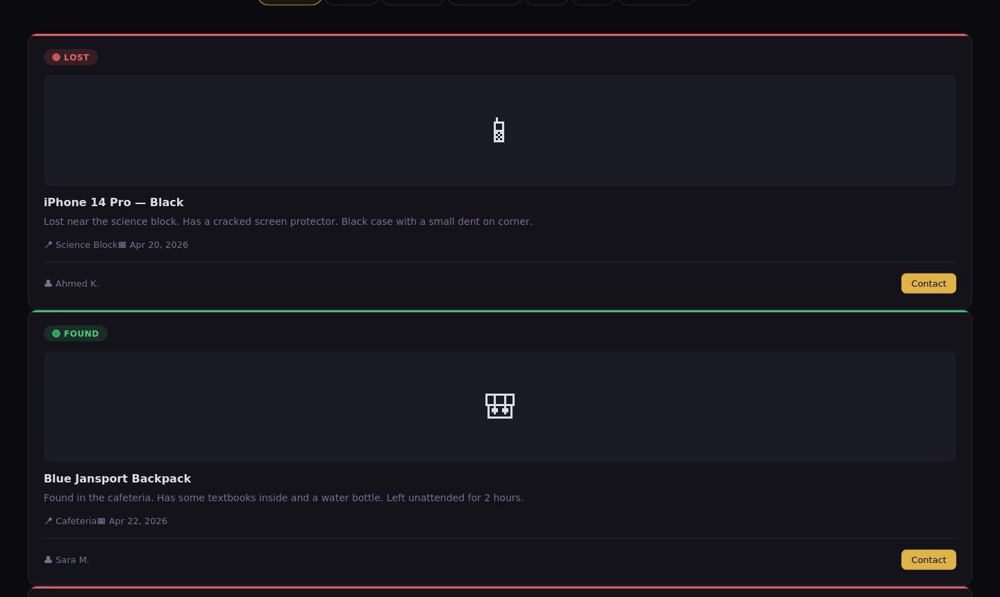 LOST
iPhone 14 Pro — Black
Lost near the science block. Has a cracked screen protector. Black case with a small dent on corner.
Science Block Apr 20, 2026
Ahmed K.
Contact
FOUND
Blue Jansport Backpack
Found in the cafeteria. Has some textbooks inside and a water bottle. Left unattended for 2 hours.
Cafeteria Apr 22, 2026
Sara M.
Contact